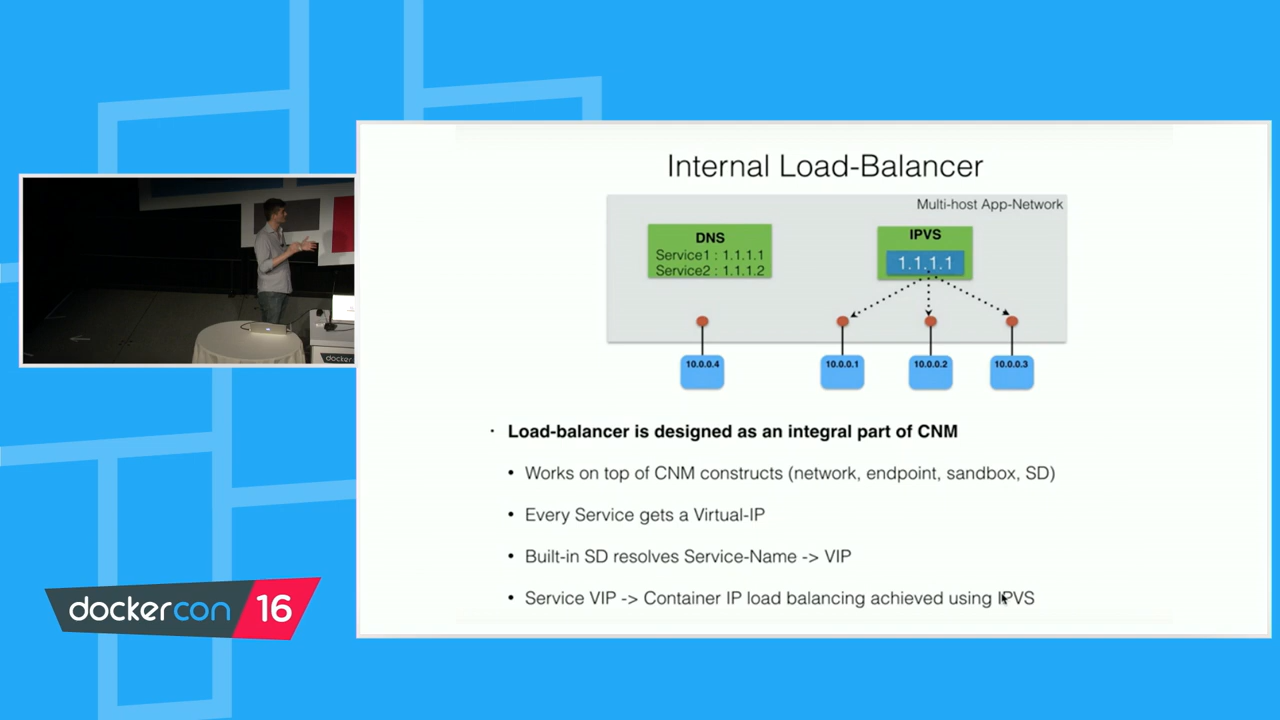 Internal Load-Balancer
Multi-host App-Network
DNS
Service1 : 1.1.1.1
Service2 : 1.1.1.2
IPVS
1.1.1.1
10.0.0.4
10.0.0.1
10.0.0.2
10.0.0.3
· Load-balancer is designed as an integral part of CNM
• Works on top of CNM constructs (network, endpoint, sandbox, SD)
• Every Service gets a Virtual-IP
• Built-in SD resolves Service-Name -> VIP
• Service VIP -> Container IP load balancing achieved using IPVS
docker
dockercon 16